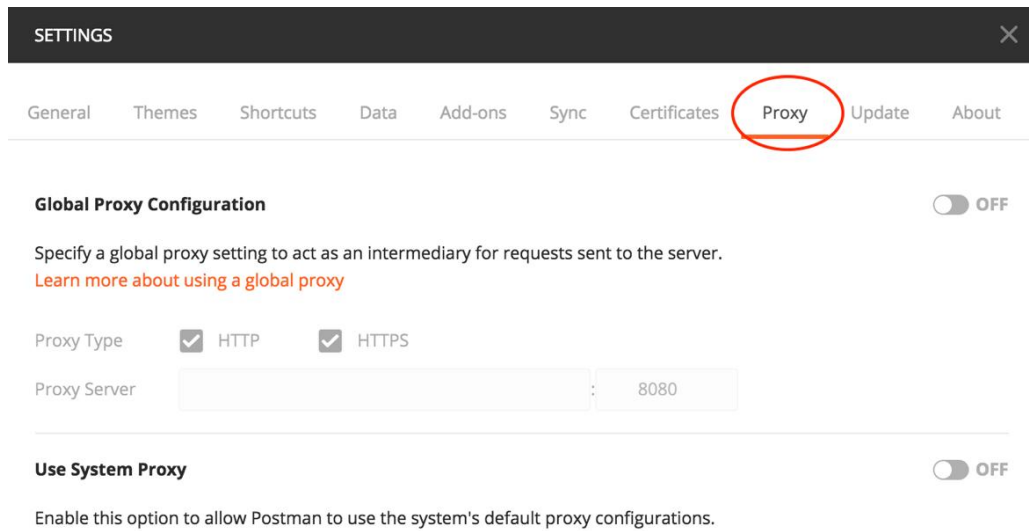 SETTINGS
General Themes Shortcuts Data Add-ons Sync Certificates Proxy Update About
Global Proxy Configuration OFF
Specify a global proxy setting to act as an intermediary for requests sent to the server.
Learn more about using a global proxy
Proxy Type HTTP HTTPS
Proxy Server : 8080
Use System Proxy OFF
Enable this option to allow Postman to use the system's default proxy configurations.